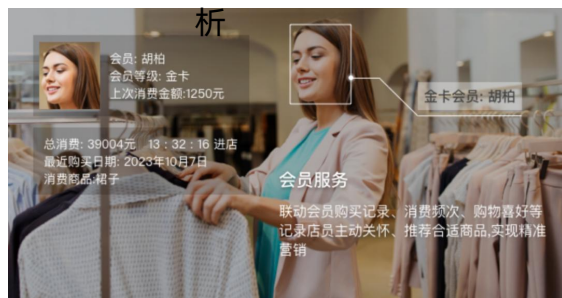 析
会员: 胡柏
会员等级: 金卡
上次消费金额:1250元
金卡会员: 胡柏
总消费: 39004元 13 : 32 : 16 进店
最近购买日期: 2023年10月7日
消费商品:裙子
会员服务
联动会员购买记录、消费频次、购物喜好等
记录店员主动关怀、推荐合适商品,实现精准
营销